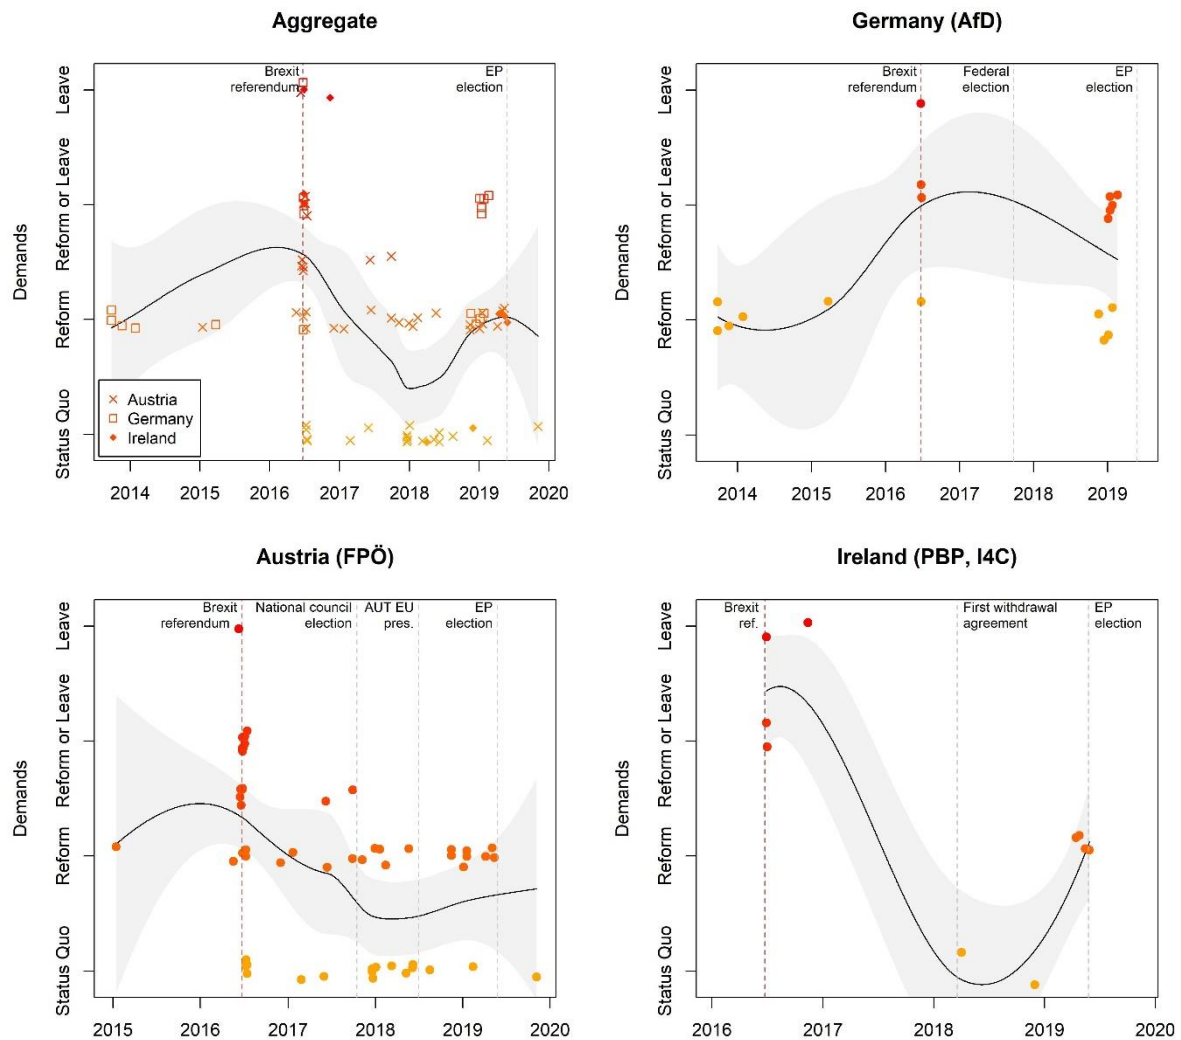 Aggregate
Demands
Leave
Reform or Leave
Reform
Status Quo
Brexit
referendum
EP
election
Austria
Germany
Ireland
2014 2015 2016 2017 2018 2019 2020
Germany (AfD)
Demands
Leave
Reform or Leave
Reform
Status Quo
Brexit
referendum
Federal
election
EP
election
2014 2015 2016 2017 2018 2019
Austria (FPÖ)
Demands
Leave
Reform or Leave
Reform
Status Quo
Brexit
referendum
National council
election
AUT EU
pres.
EP
election
2015 2016 2017 2018 2019 2020
Ireland (PBP, I4C)
Demands
Leave
Reform or Leave
Reform
Status Quo
Brexit
ref.
First withdrawal
agreement
EP
election
2016 2017 2018 2019 2020